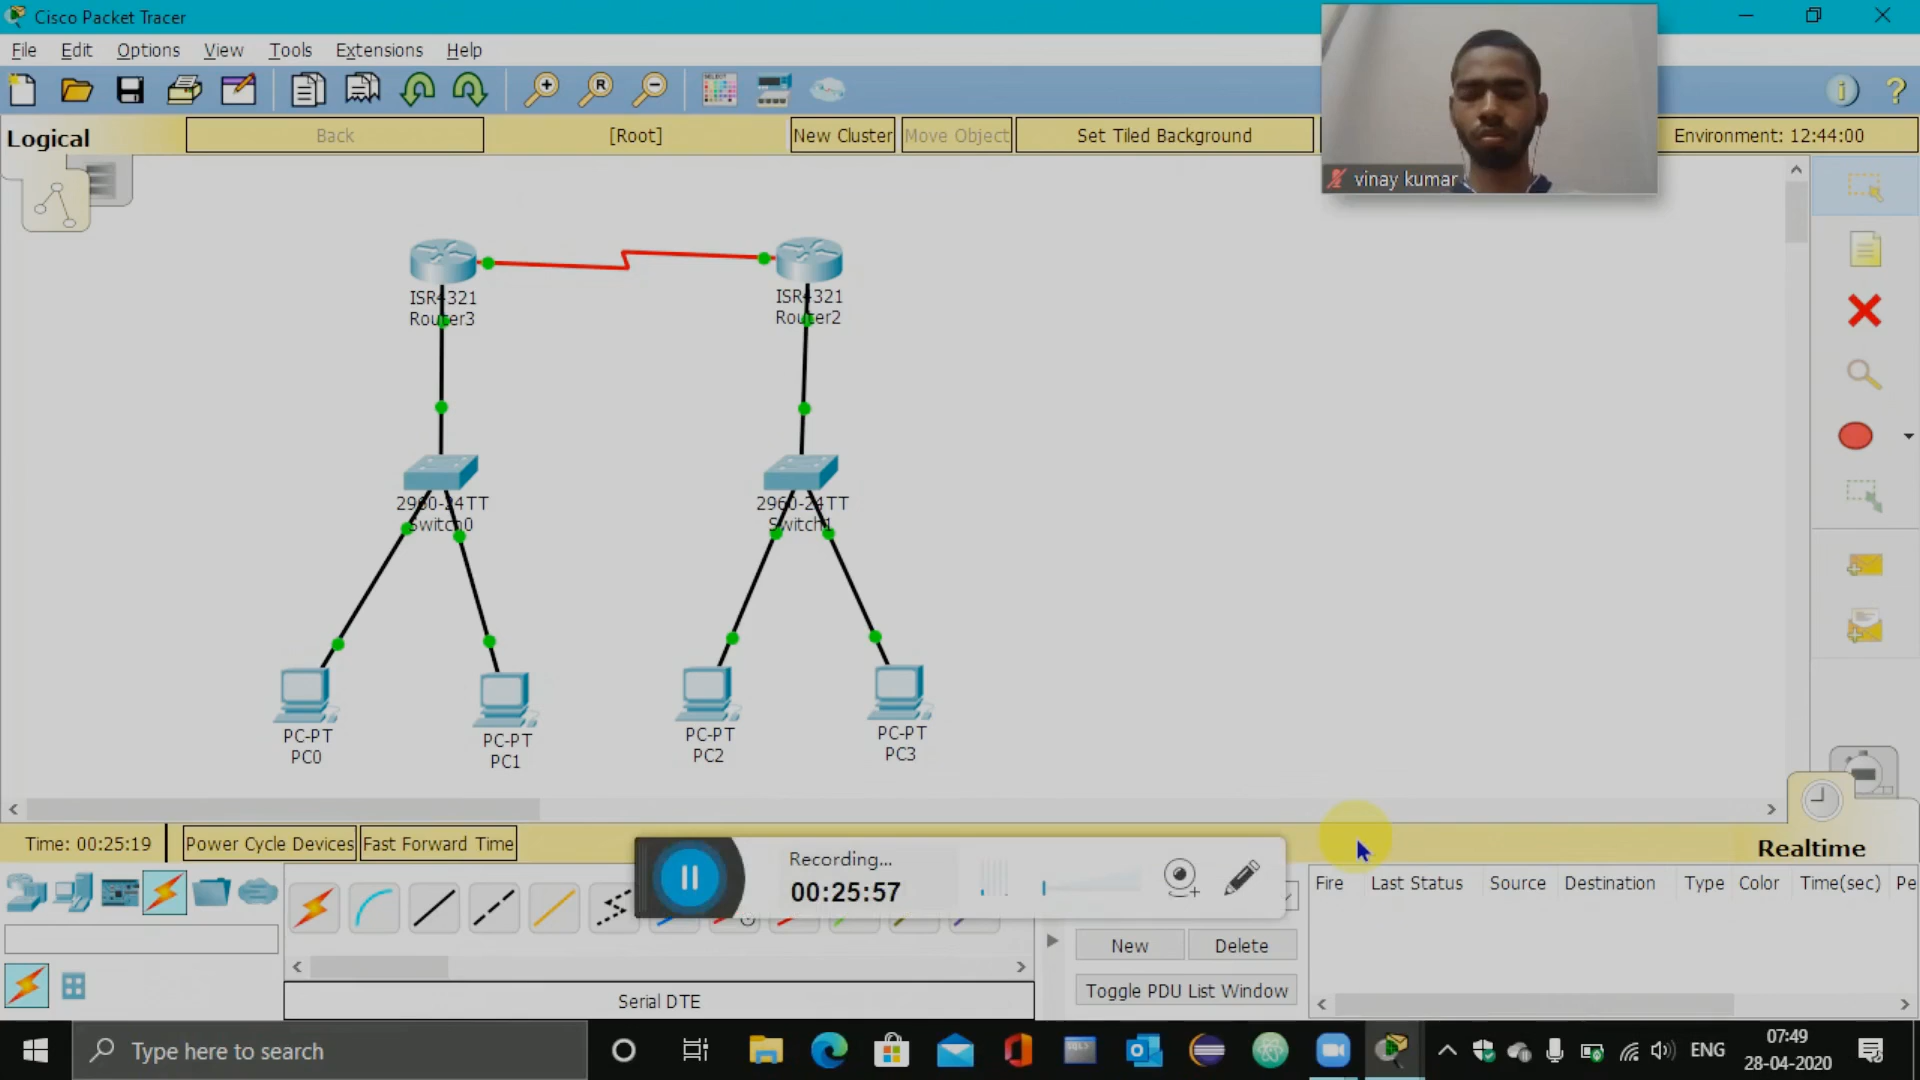 Cisco Packet Tracer
File Edit Options View Tools Extensions Help
Logical Back [Root] New Cluster Move Object Set Tiled Background Environment: 12:44:00
vinay kumar
ISR4321
Router3
ISR4321
Router2
2960-24TT
Switch0
2960-24TT
Switch1
PC-PT
PC0
PC-PT
PC1
PC-PT
PC2
PC-PT
PC3
Time: 00:25:19 Power Cycle Devices Fast Forward Time Realtime
Recording...
00:25:57
Fire Last Status Source Destination Type Color Time(sec) Pe
New Delete
Toggle PDU List Window
Serial DTE
Type here to search
ENG
07:49
28-04-2020